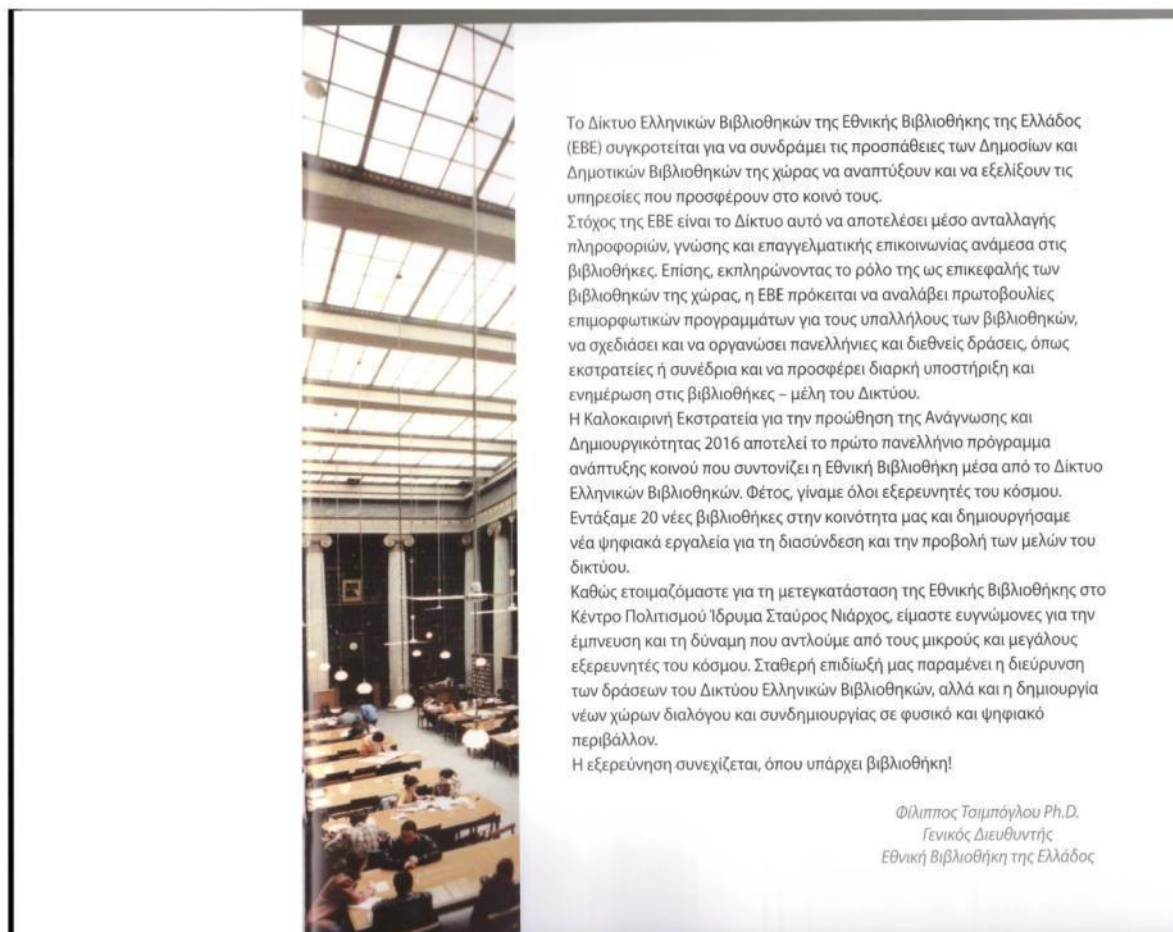 Το Δίκτυο Ελληνικών Βιβλιοθηκών της Εθνικής Βιβλιοθήκης της Ελλάδος
(ΕΒΕ) συγκροτείται για να συνδράμει τις προσπάθειες των Δημοσίων και
Δημοτικών Βιβλιοθηκών της χώρας να αναπτύξουν και να εξελίξουν τις
υπηρεσίες που προσφέρουν στο κοινό τους.
Στόχος της ΕΒΕ είναι το Δίκτυο αυτό να αποτελέσει μέσο ανταλλαγής
πληροφοριών, γνώσης και επαγγελματικής επικοινωνίας ανάμεσα στις
βιβλιοθήκες. Επίσης, εκπληρώνοντας το ρόλο της ως επικεφαλής των
βιβλιοθηκών της χώρας, η ΕΒΕ πρόκειται να αναλάβει πρωτοβουλίες
επιμορφωτικών προγραμμάτων για τους υπαλλήλους των βιβλιοθηκών,
να σχεδιάσει και να οργανώσει πανελλήνιες και διεθνείς δράσεις, όπως
εκστρατείες ή συνέδρια και να προσφέρει διαρκή υποστήριξη και
ενημέρωση στις βιβλιοθήκες – μέλη του Δικτύου.
Η Καλοκαιρινή Εκστρατεία για την προώθηση της Ανάγνωσης και
Δημιουργικότητας 2016 αποτελεί το πρώτο πανελλήνιο πρόγραμμα
ανάπτυξης κοινού που συντονίζει η Εθνική Βιβλιοθήκη μέσα από το Δίκτυο
Ελληνικών Βιβλιοθηκών. Φέτος, γίναμε όλοι εξερευνητές του κόσμου.
Εντάξαμε 20 νέες βιβλιοθήκες στην κοινότητα μας και δημιουργήσαμε
νέα ψηφιακά εργαλεία για τη διασύνδεση και την προβολή των μελών του
δικτύου.
Καθώς ετοιμαζόμαστε για τη μετεγκατάσταση της Εθνικής Βιβλιοθήκης στο
Κέντρο Πολιτισμού Ίδρυμα Σταύρος Νιάρχος, είμαστε ευγνώμονες για την
έμπνευση και τη δύναμη που αντλούμε από τους μικρούς και μεγάλους
εξερευνητές του κόσμου. Σταθερή επιδίωξή μας παραμένει η διεύρυνση
των δράσεων του Δικτύου Ελληνικών Βιβλιοθηκών, αλλά και η δημιουργία
νέων χώρων διαλόγου και συνδημιουργίας σε φυσικό και ψηφιακό
περιβάλλον.
Η εξερεύνηση συνεχίζεται, όπου υπάρχει βιβλιοθήκη!
Φίλιππος Τσιμπόγλου Ph.D.
Γενικός Διευθυντής
Εθνική Βιβλιοθήκη της Ελλάδος